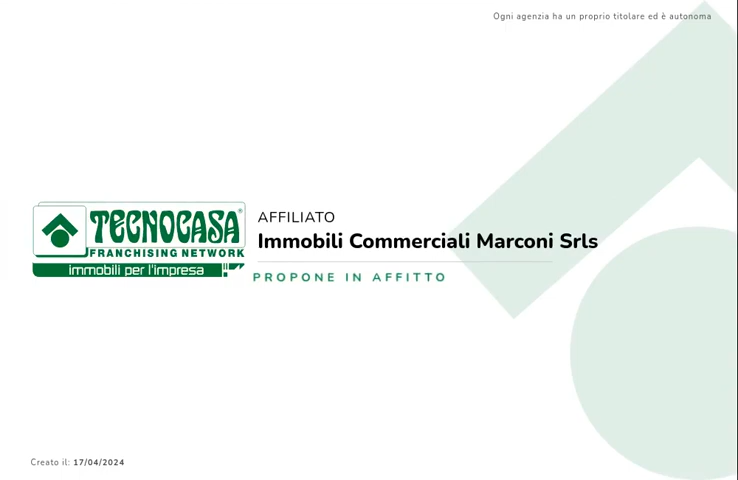 Ogni agenzia ha un proprio titolare ed è autonoma
TECNOCASA®
FRANCHISING NETWORK
immobili per l'impresa
AFFILIATO
Immobili Commerciali Marconi Srls
PROPONE IN AFFITTO
Creato il: 17/04/2024